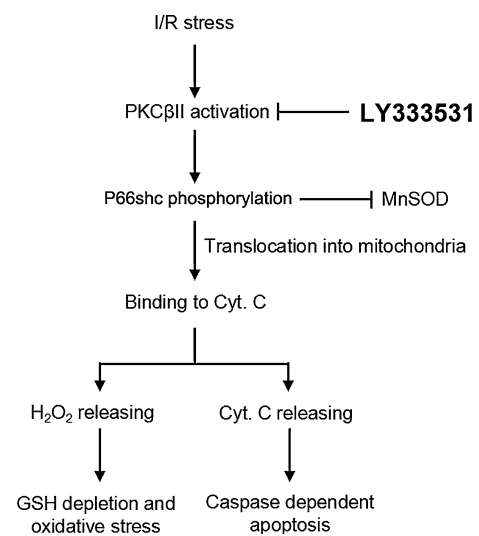 I/R stress
PKCβII activation
LY333531
P66shc phosphorylation
MnSOD
Translocation into mitochondria
Binding to Cyt. C
H₂O₂ releasing
Cyt. C releasing
GSH depletion and
oxidative stress
Caspase dependent
apoptosis